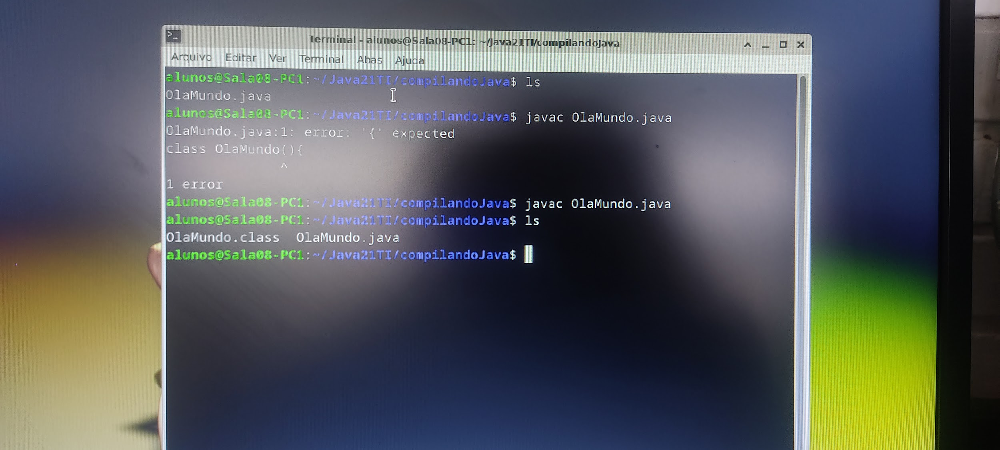 Terminal - alunos@Sala08-PC1: ~/Java21TI/compilandoJava
Arquivo Editar Ver Terminal Abas Ajuda
alunos@Sala08-PC1:~/Java21TI/compilandoJava$ ls
OlaMundo.java
alunos@Sala08-PC1:~/Java21TI/compilandoJava$ javac OlaMundo.java
OlaMundo.java:1: error: '{' expected
class OlaMundo(){
^
1 error
alunos@Sala08-PC1:~/Java21TI/compilandoJava$ javac OlaMundo.java
alunos@Sala08-PC1:~/Java21TI/compilandoJava$ ls
OlaMundo.class  OlaMundo.java
alunos@Sala08-PC1:~/Java21TI/compilandoJava$